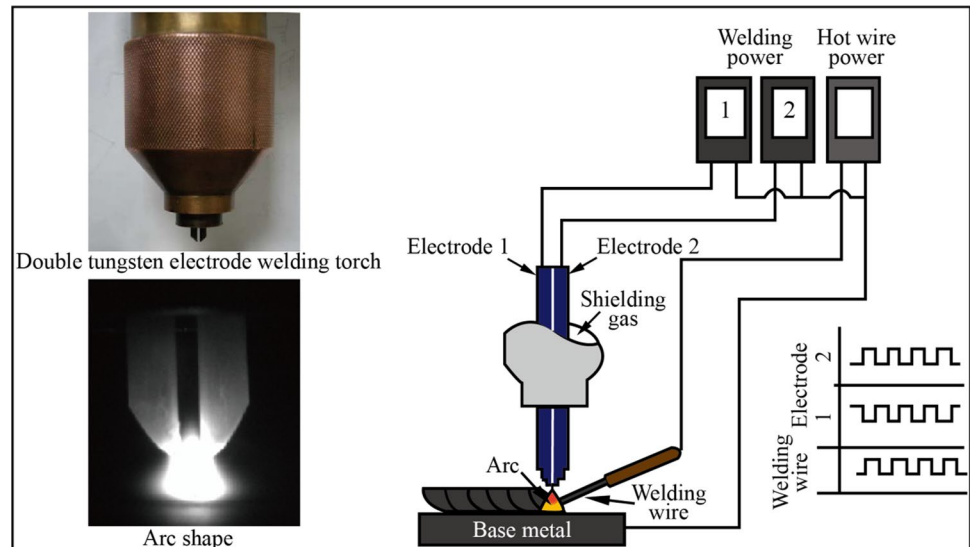 Double tungsten electrode welding torch
Arc shape
Welding
power
Hot wire
power
1
2
Electrode 1
Electrode 2
Shielding
gas
Arc
Welding
wire
Base metal
Electrode
2
1
Welding
wire